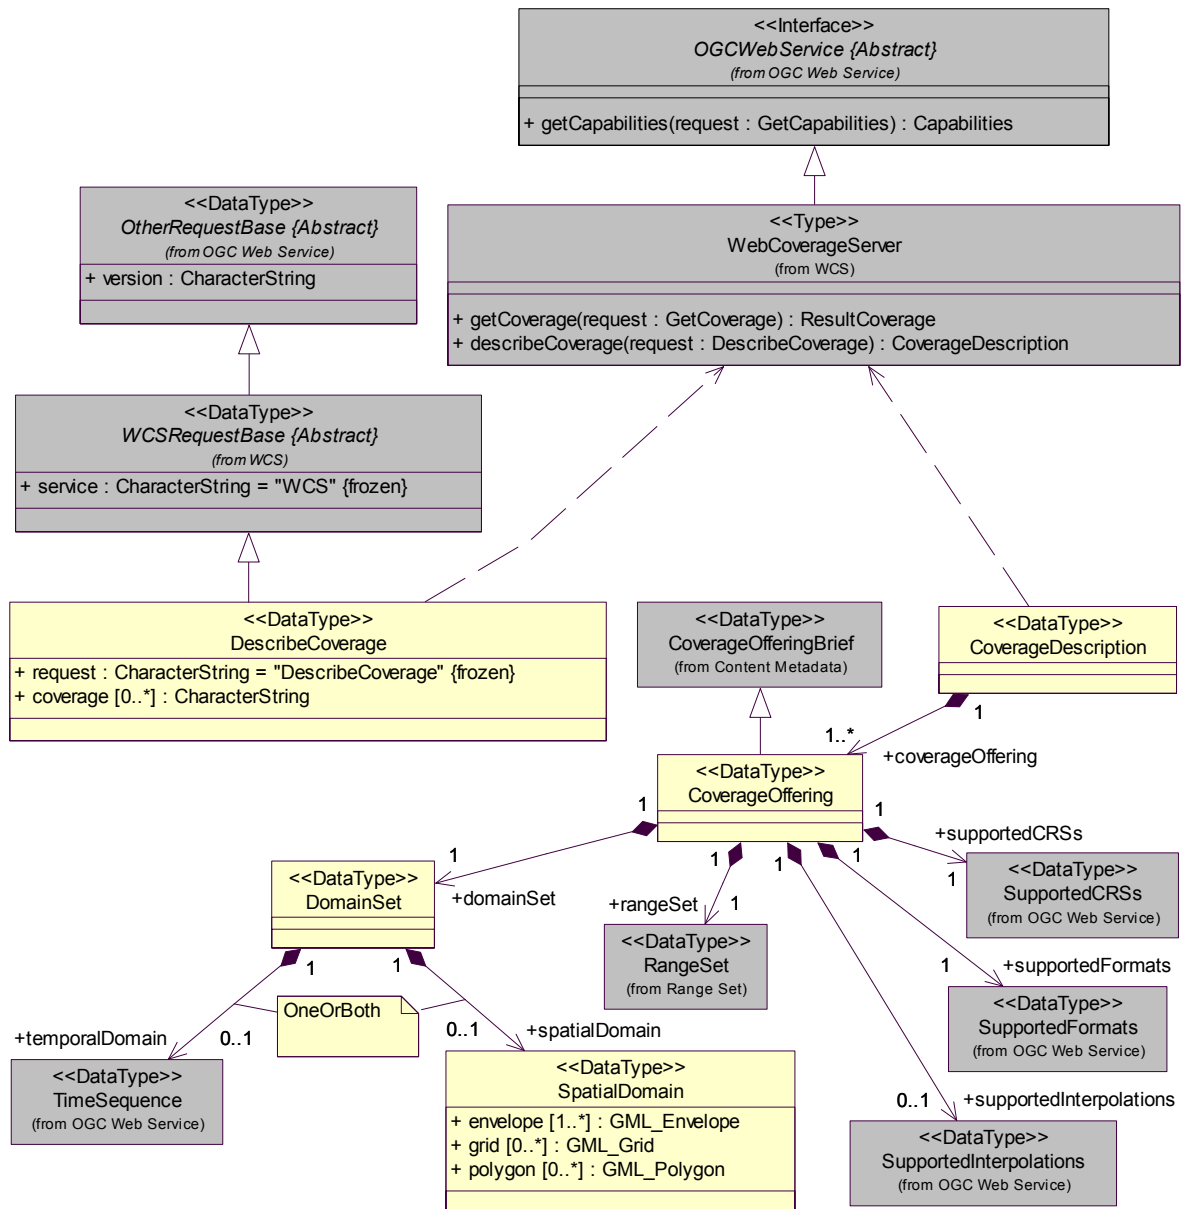 <<Interface>>
OGCWebService {Abstract}
(from OGC Web Service)
+ getCapabilities(request : GetCapabilities) : Capabilities
<<DataType>>
OtherRequestBase {Abstract}
(from OGC Web Service)
+ version : CharacterString
<<Type>>
WebCoverageServer
(from WCS)
+ getCoverage(request : GetCoverage) : ResultCoverage
+ describeCoverage(request : DescribeCoverage) : CoverageDescription
<<DataType>>
WCSRequestBase {Abstract}
(from WCS)
+ service : CharacterString = "WCS" {frozen}
<<DataType>>
DescribeCoverage
+ request : CharacterString = "DescribeCoverage" {frozen}
+ coverage [0..*] : CharacterString
<<DataType>>
CoverageOfferingBrief
(from Content Metadata)
<<DataType>>
CoverageDescription
1
1..*
+coverageOffering
<<DataType>>
CoverageOffering
1
1
1
1
1
1
+domainSet
<<DataType>>
DomainSet
1
1
+rangeSet
1
<<DataType>>
RangeSet
(from Range Set)
+supportedCRSs
1
<<DataType>>
SupportedCRSs
(from OGC Web Service)
1
+supportedFormats
<<DataType>>
SupportedFormats
(from OGC Web Service)
OneOrBoth
+temporalDomain
0..1
<<DataType>>
TimeSequence
(from OGC Web Service)
0..1
+spatialDomain
<<DataType>>
SpatialDomain
+ envelope [1..*] : GML_Envelope
+ grid [0..*] : GML_Grid
+ polygon [0..*] : GML_Polygon
0..1
+supportedInterpolations
<<DataType>>
SupportedInterpolations
(from OGC Web Service)